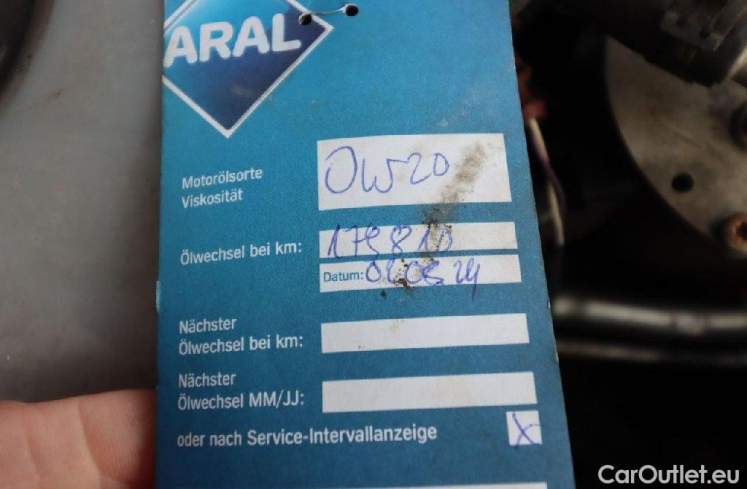 ARAL
Motorölsorte
Viskosität
0W20
Ölwechsel bei km:
Datum:
Nächster
Ölwechsel bei km:
Nächster
Ölwechsel MM/JJ:
oder nach Service-Intervallanzeige X
CarOutlet.eu